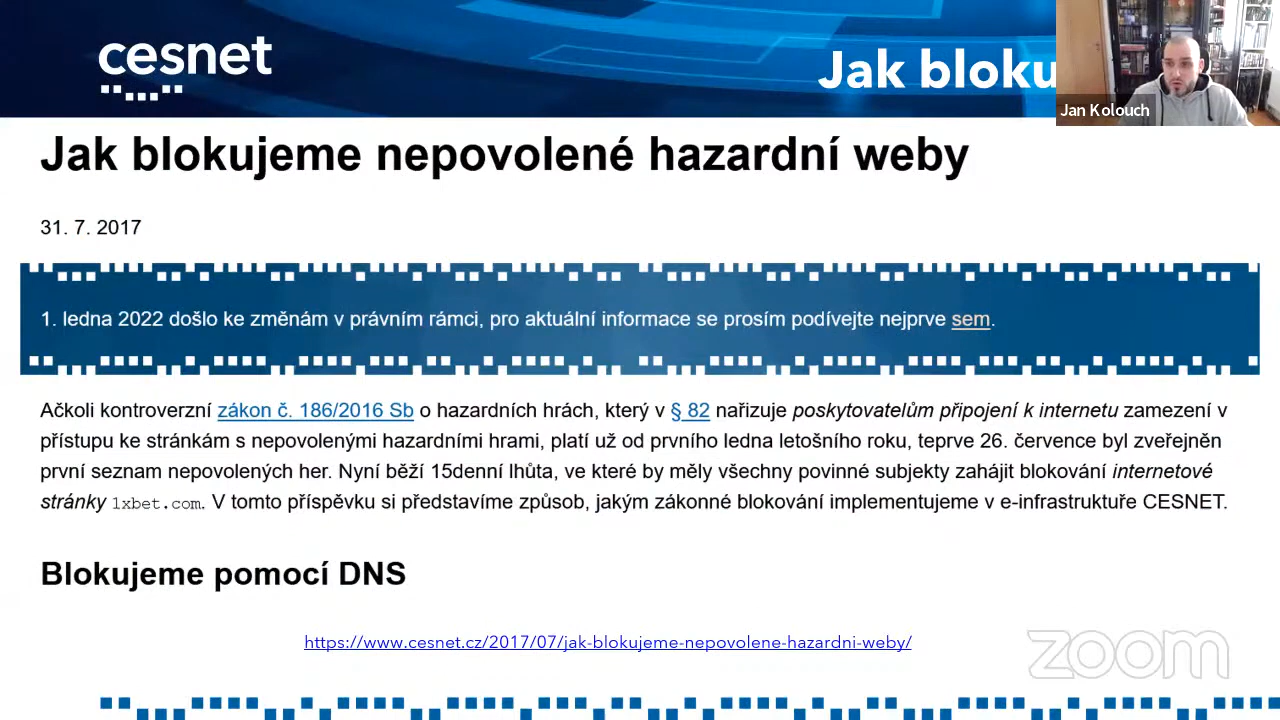 cesnet
Jak bloku
Jan Kolouch
Jak blokujeme nepovolené hazardní weby
31. 7. 2017
1. ledna 2022 došlo ke změnám v právním rámci, pro aktuální informace se prosím podívejte nejprve sem.
Ačkoli kontroverzní zákon č. 186/2016 Sb o hazardních hrách, který v § 82 nařizuje poskytovatelům připojení k internetu zamezení v
přístupu ke stránkám s nepovolenými hazardními hrami, platí už od prvního ledna letošního roku, teprve 26. července byl zveřejněn
první seznam nepovolených her. Nyní běží 15denní lhůta, ve které by měly všechny povinné subjekty zahájit blokování internetové
stránky 1xbet.com. V tomto příspěvku si představíme způsob, jakým zákonné blokování implementujeme v e-infrastruktuře CESNET.
Blokujeme pomocí DNS
https://www.cesnet.cz/2017/07/jak-blokujeme-nepovolene-hazardni-weby/
zoom